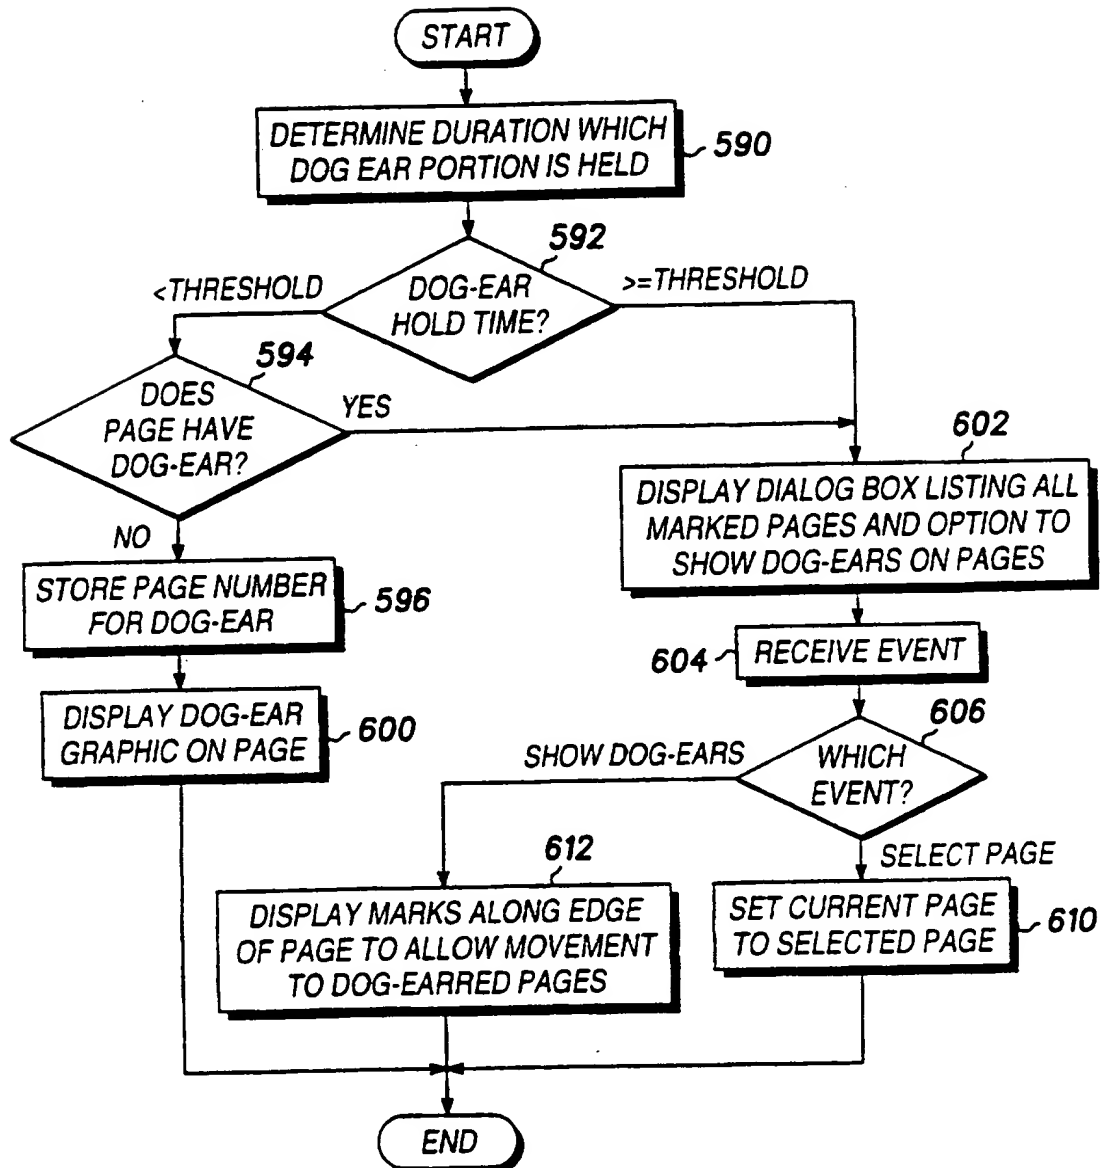 START
DETERMINE DURATION WHICH
DOG EAR PORTION IS HELD
590
592
<THRESHOLD
DOG-EAR
HOLD TIME?
>=THRESHOLD
594
DOES
PAGE HAVE
DOG-EAR?
YES
NO
602
DISPLAY DIALOG BOX LISTING ALL
MARKED PAGES AND OPTION TO
SHOW DOG-EARS ON PAGES
STORE PAGE NUMBER
FOR DOG-EAR
596
604
RECEIVE EVENT
DISPLAY DOG-EAR
GRAPHIC ON PAGE
600
606
SHOW DOG-EARS
WHICH
EVENT?
SELECT PAGE
612
DISPLAY MARKS ALONG EDGE
OF PAGE TO ALLOW MOVEMENT
TO DOG-EARRED PAGES
SET CURRENT PAGE
TO SELECTED PAGE
610
END